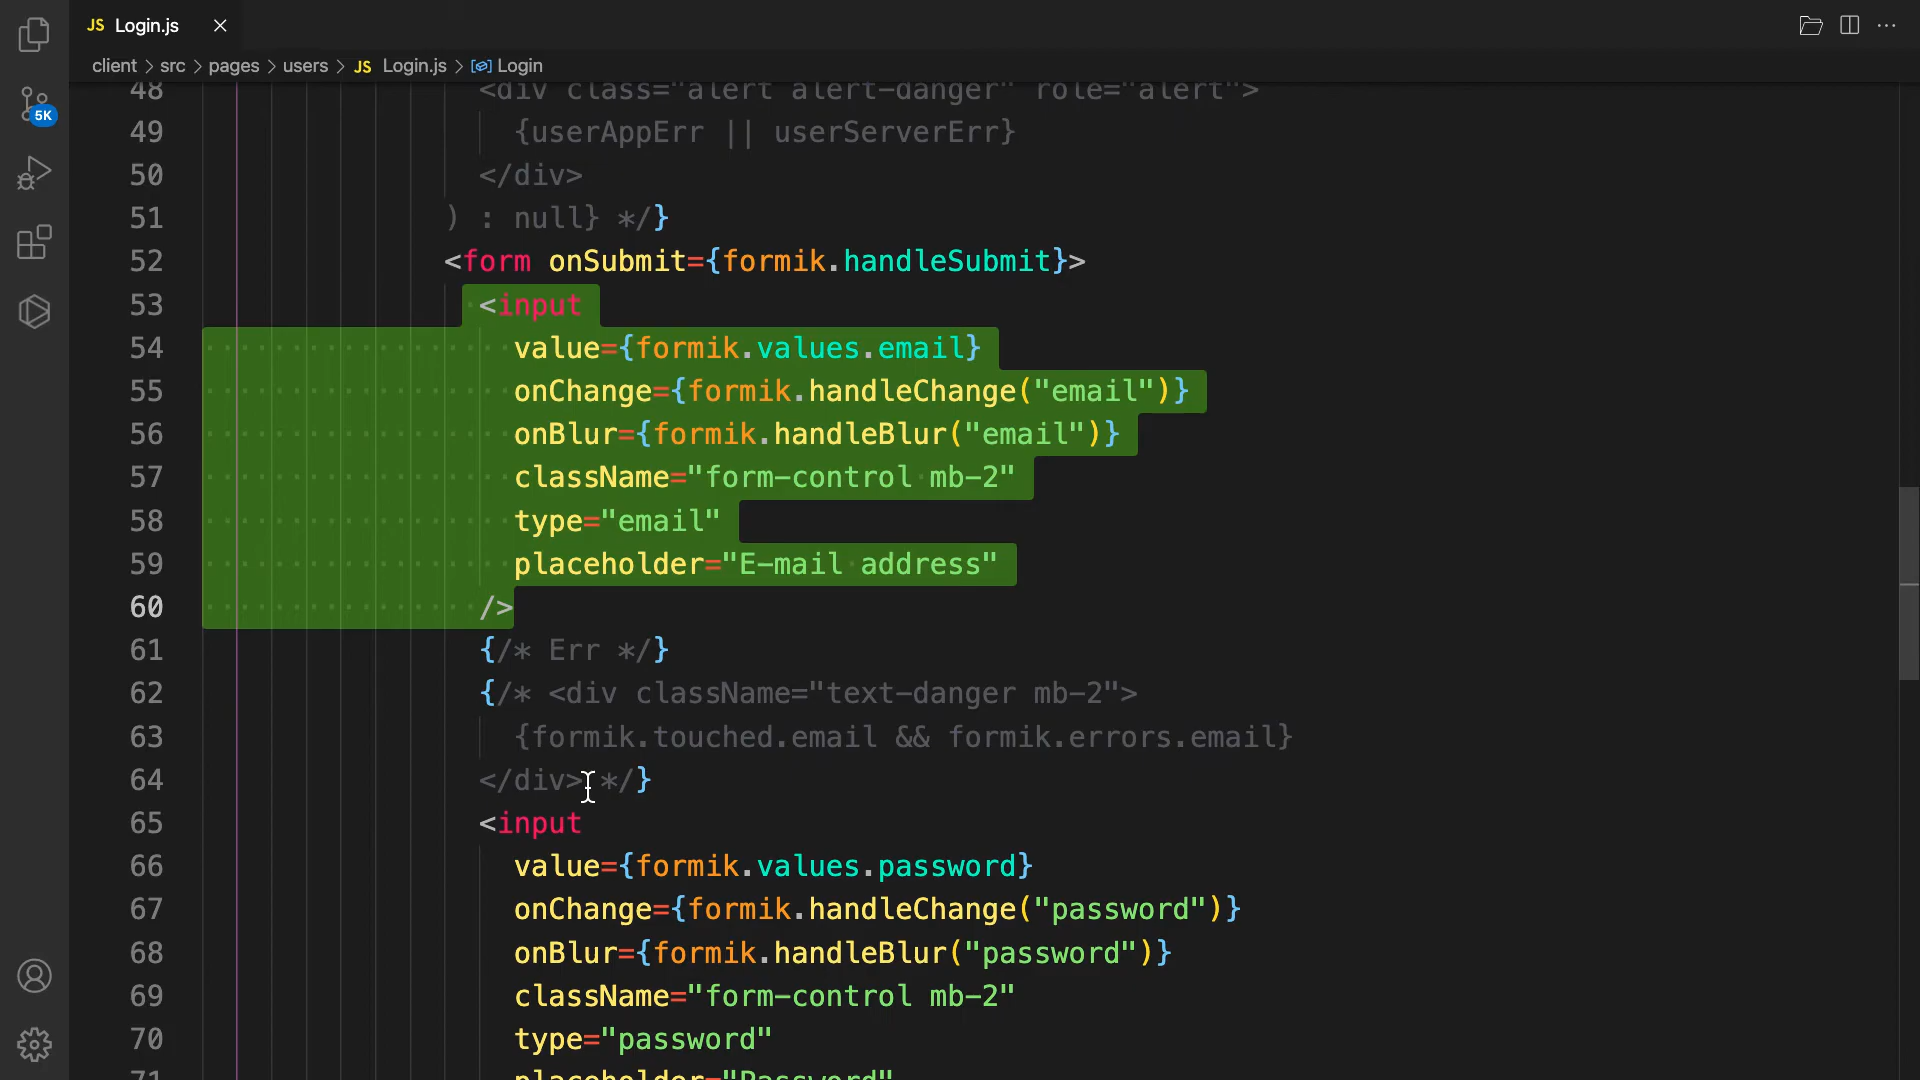 JS Login.js
client > src > pages > users > JS Login.js > Login
5K
48 <div class="alert alert-danger" role="alert">
49 {userAppErr || userServerErr}
50 </div>
51 ) : null} */}
52 <form onSubmit={formik.handleSubmit}>
53 <input
54 value={formik.values.email}
55 onChange={formik.handleChange("email")}
56 onBlur={formik.handleBlur("email")}
57 className="form-control mb-2"
58 type="email"
59 placeholder="E-mail address"
60 />
61 {/* Err */}
62 {/* <div className="text-danger mb-2">
63 {formik.touched.email && formik.errors.email}
64 </div> */}
65 <input
66 value={formik.values.password}
67 onChange={formik.handleChange("password")}
68 onBlur={formik.handleBlur("password")}
69 className="form-control mb-2"
70 type="password"
71 placeholder="Password"